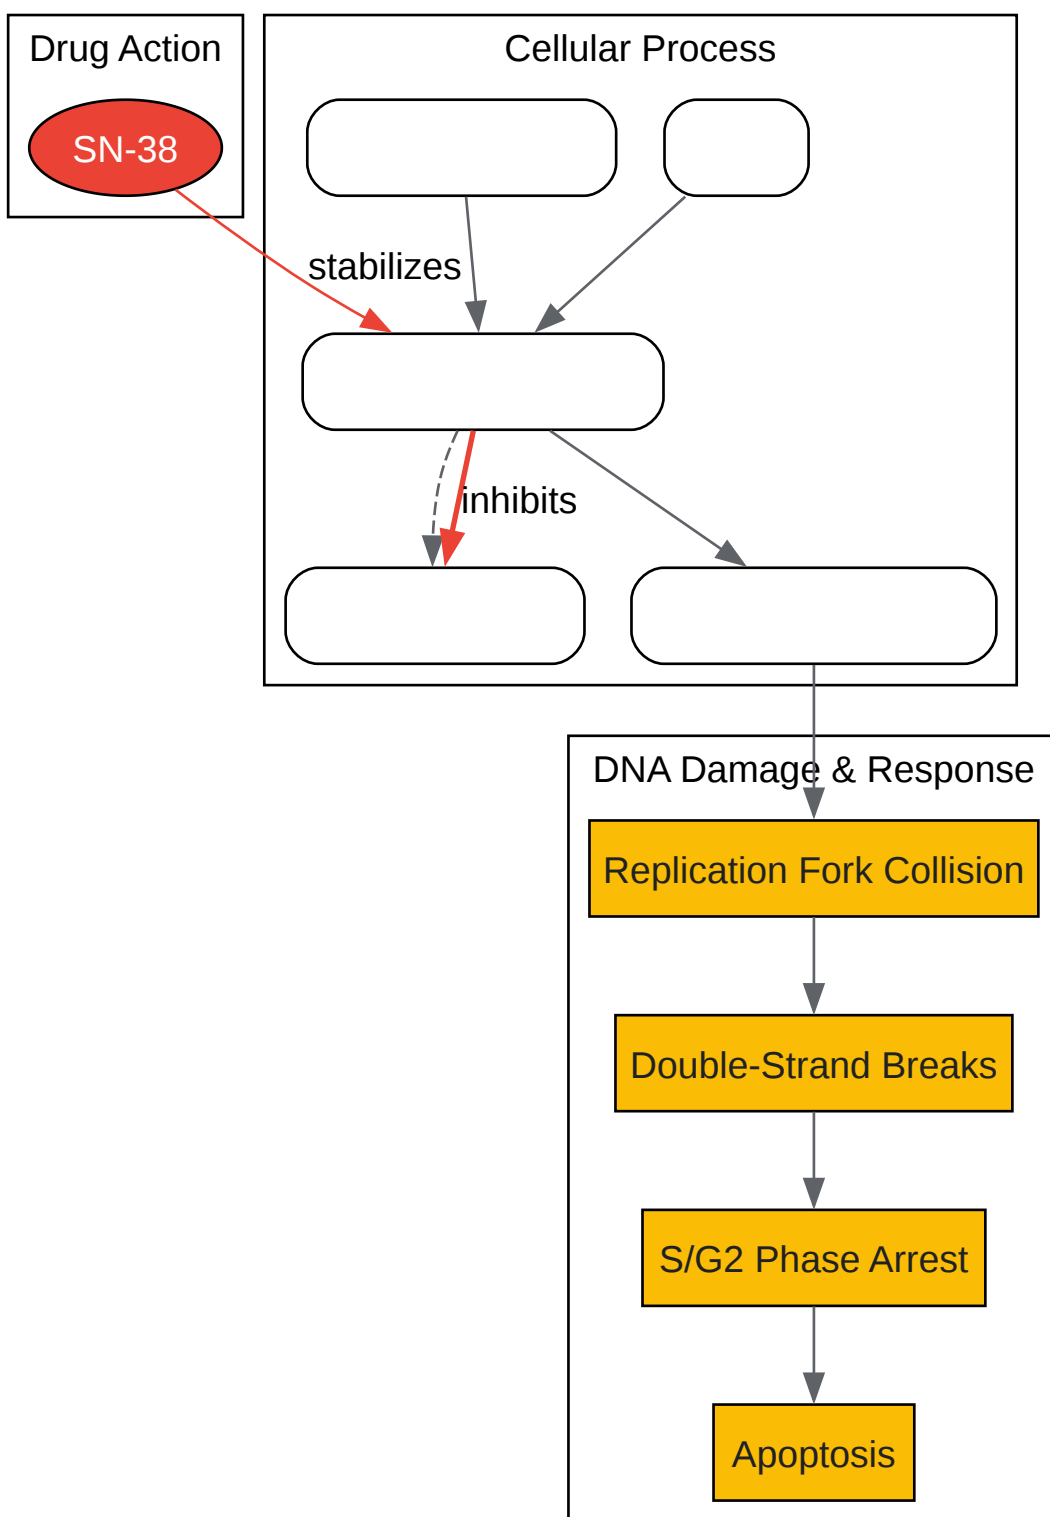 Drug Action
Cellular Process
SN-38
stabilizes
inhibits
DNA Damage & Response
Replication Fork Collision
Double-Strand Breaks
S/G2 Phase Arrest
Apoptosis